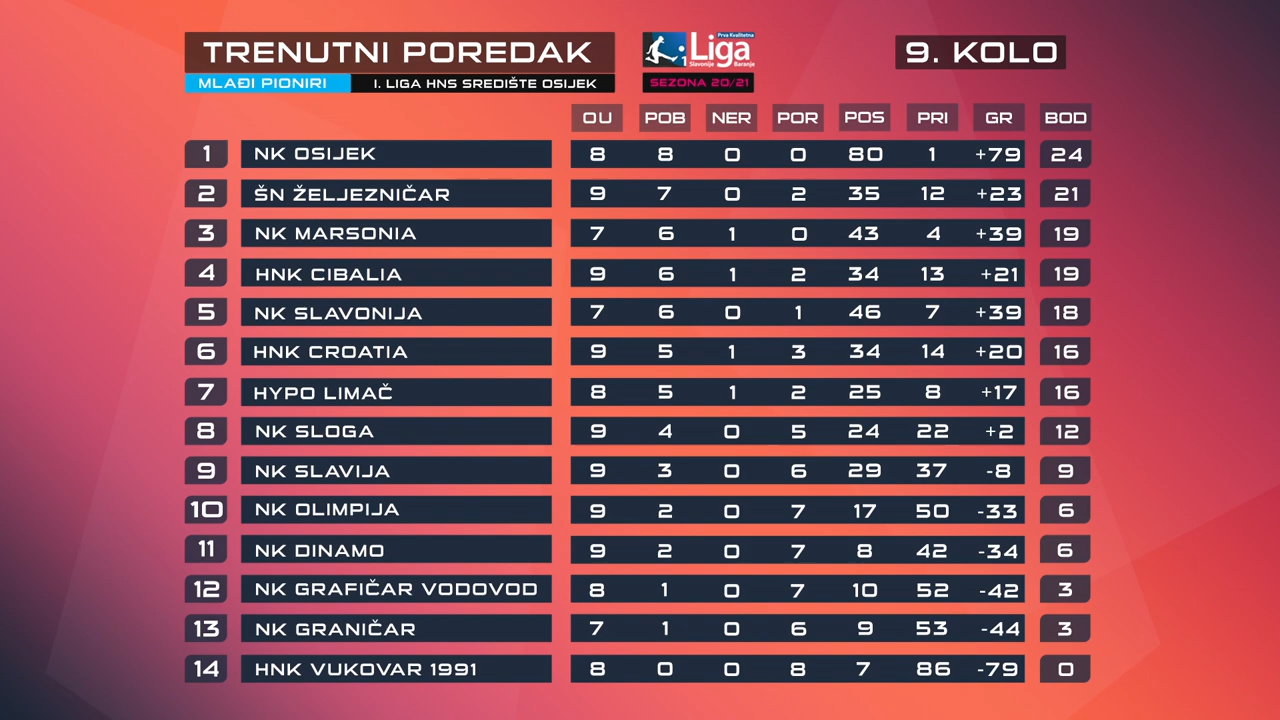 TRENUTNI POREDAK
MLAĐI PIONIRI I. LIGA HNS SREDIŠTE OSIJEK
Prva Kvalitetna
1 Liga
Slavonije Baranje
SEZONA 20/21
9. KOLO
OU POB NER POR POS PRI GR BOD
1 NK OSIJEK 8 8 0 0 80 1 +79 24
2 ŠN ŽELJEZNIČAR 9 7 0 2 35 12 +23 21
3 NK MARSONIA 7 6 1 0 43 4 +39 19
4 HNK CIBALIA 9 6 1 2 34 13 +21 19
5 NK SLAVONIJA 7 6 0 1 46 7 +39 18
6 HNK CROATIA 9 5 1 3 34 14 +20 16
7 HYPO LIMAČ 8 5 1 2 25 8 +17 16
8 NK SLOGA 9 4 0 5 24 22 +2 12
9 NK SLAVIJA 9 3 0 6 29 37 -8 9
10 NK OLIMPIJA 9 2 0 7 17 50 -33 6
11 NK DINAMO 9 2 0 7 8 42 -34 6
12 NK GRAFIČAR VODOVOD 8 1 0 7 10 52 -42 3
13 NK GRANIČAR 7 1 0 6 9 53 -44 3
14 HNK VUKOVAR 1991 8 0 0 8 7 86 -79 0